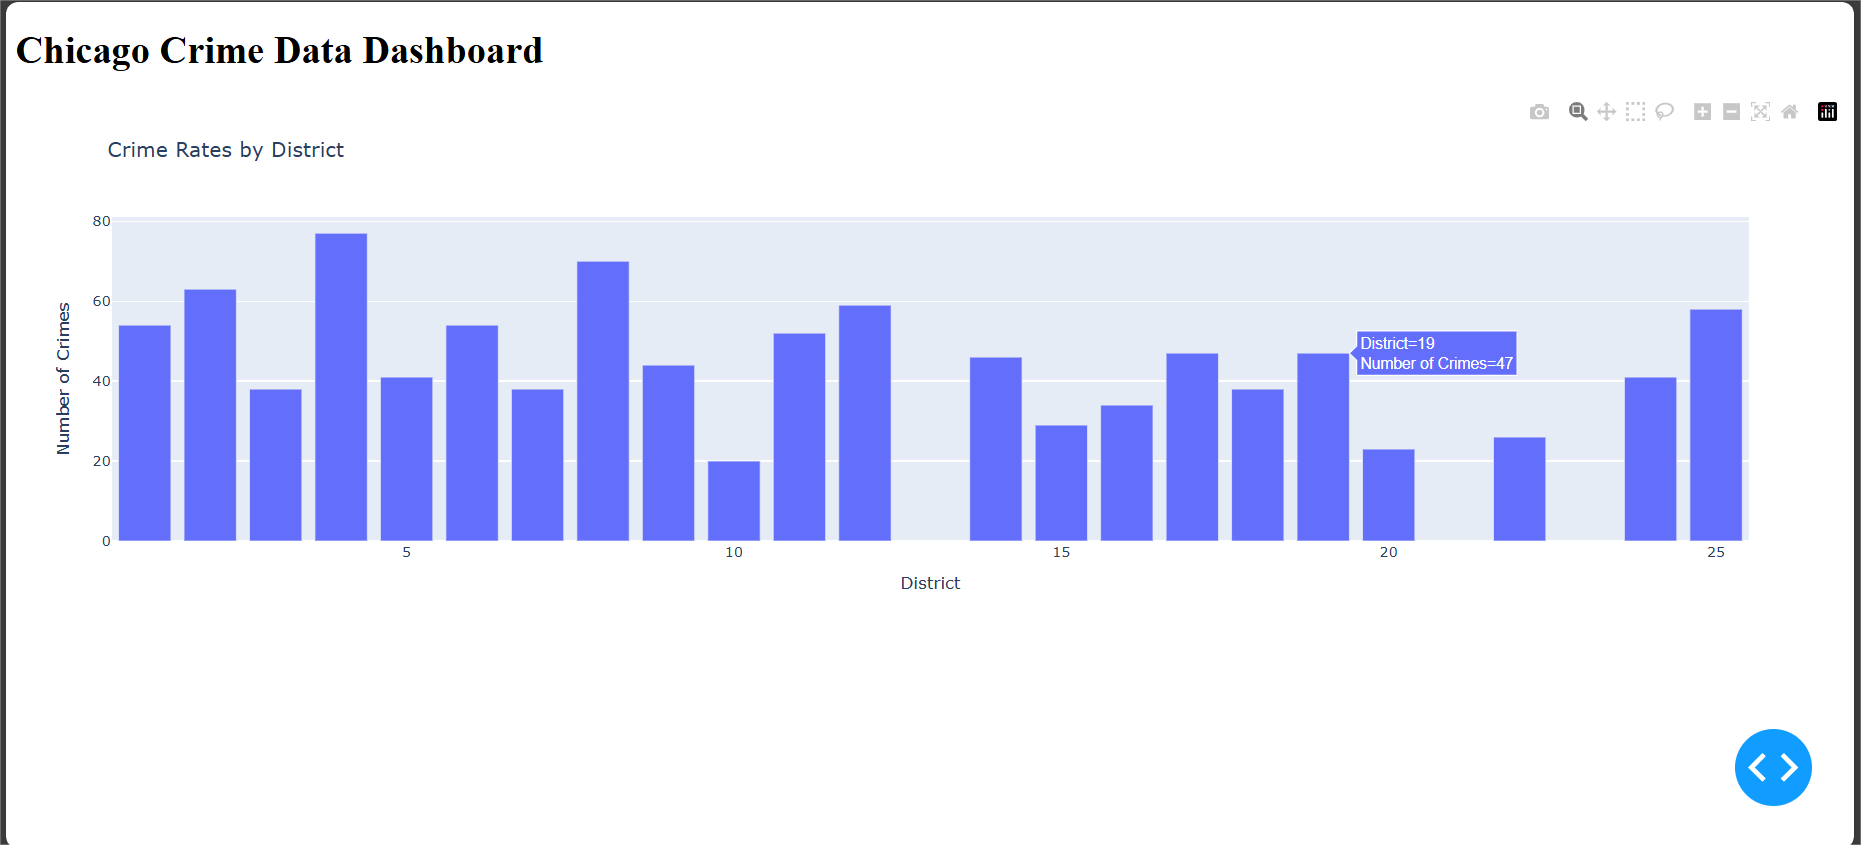 Chicago Crime Data Dashboard
Crime Rates by District
80
60
40
20
0
Number of Crimes
District=19
Number of Crimes=47
5
10
15
20
25
District